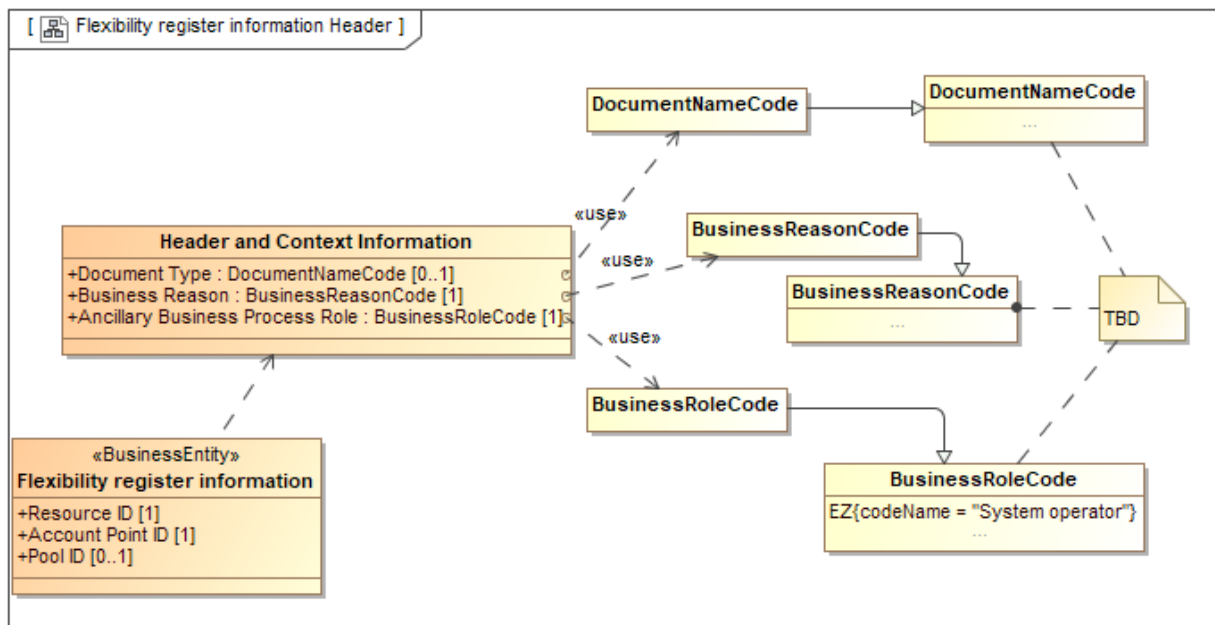 [ Flexibility register information Header ]
DocumentNameCode
DocumentNameCode
...
«use»
Header and Context Information
+Document Type : DocumentNameCode [0..1]
+Business Reason : BusinessReasonCode [1]
+Ancillary Business Process Role : BusinessRoleCode [1]
«use»
BusinessReasonCode
BusinessReasonCode
...
TBD
«use»
BusinessRoleCode
BusinessRoleCode
EZ{codeName = "System operator"}
...
«BusinessEntity»
Flexibility register information
+Resource ID [1]
+Account Point ID [1]
+Pool ID [0..1]